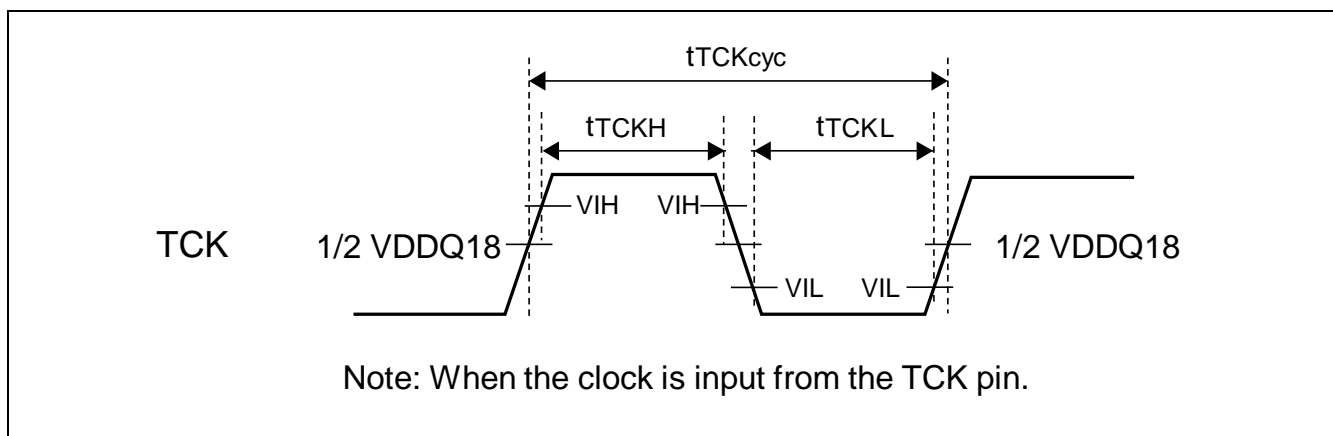 tTCKcyc
tTCKH
tTCKL
VIH
VIH
TCK
1/2 VDDQ18
1/2 VDDQ18
VIL
VIL
Note: When the clock is input from the TCK pin.